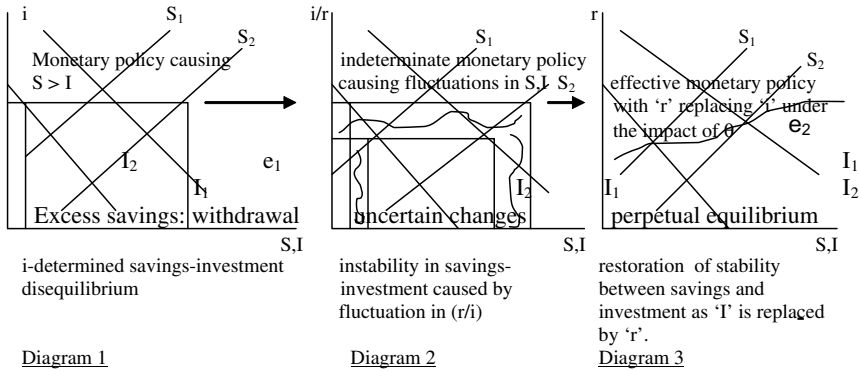 i
S1
S2
Monetary policy causing
S > I
I2
e1
I1
Excess savings: withdrawal
S,I
i-determined savings-investment
disequilibrium
Diagram 1
i/r
S1
indeterminate monetary policy
causing fluctuations in S,I S2
I2
uncertain changes
S,I
instability in savings-
investment caused by
fluctuation in (r/i)
Diagram 2
r
S1
S2
effective monetary policy
with ‘r’ replacing ‘i’ under
the impact of θ
e2
I1
I1
I2
perpetual equilibrium
S,I
restoration of stability
between savings and
investment as ‘I’ is replaced
by ‘r’.
Diagram 3